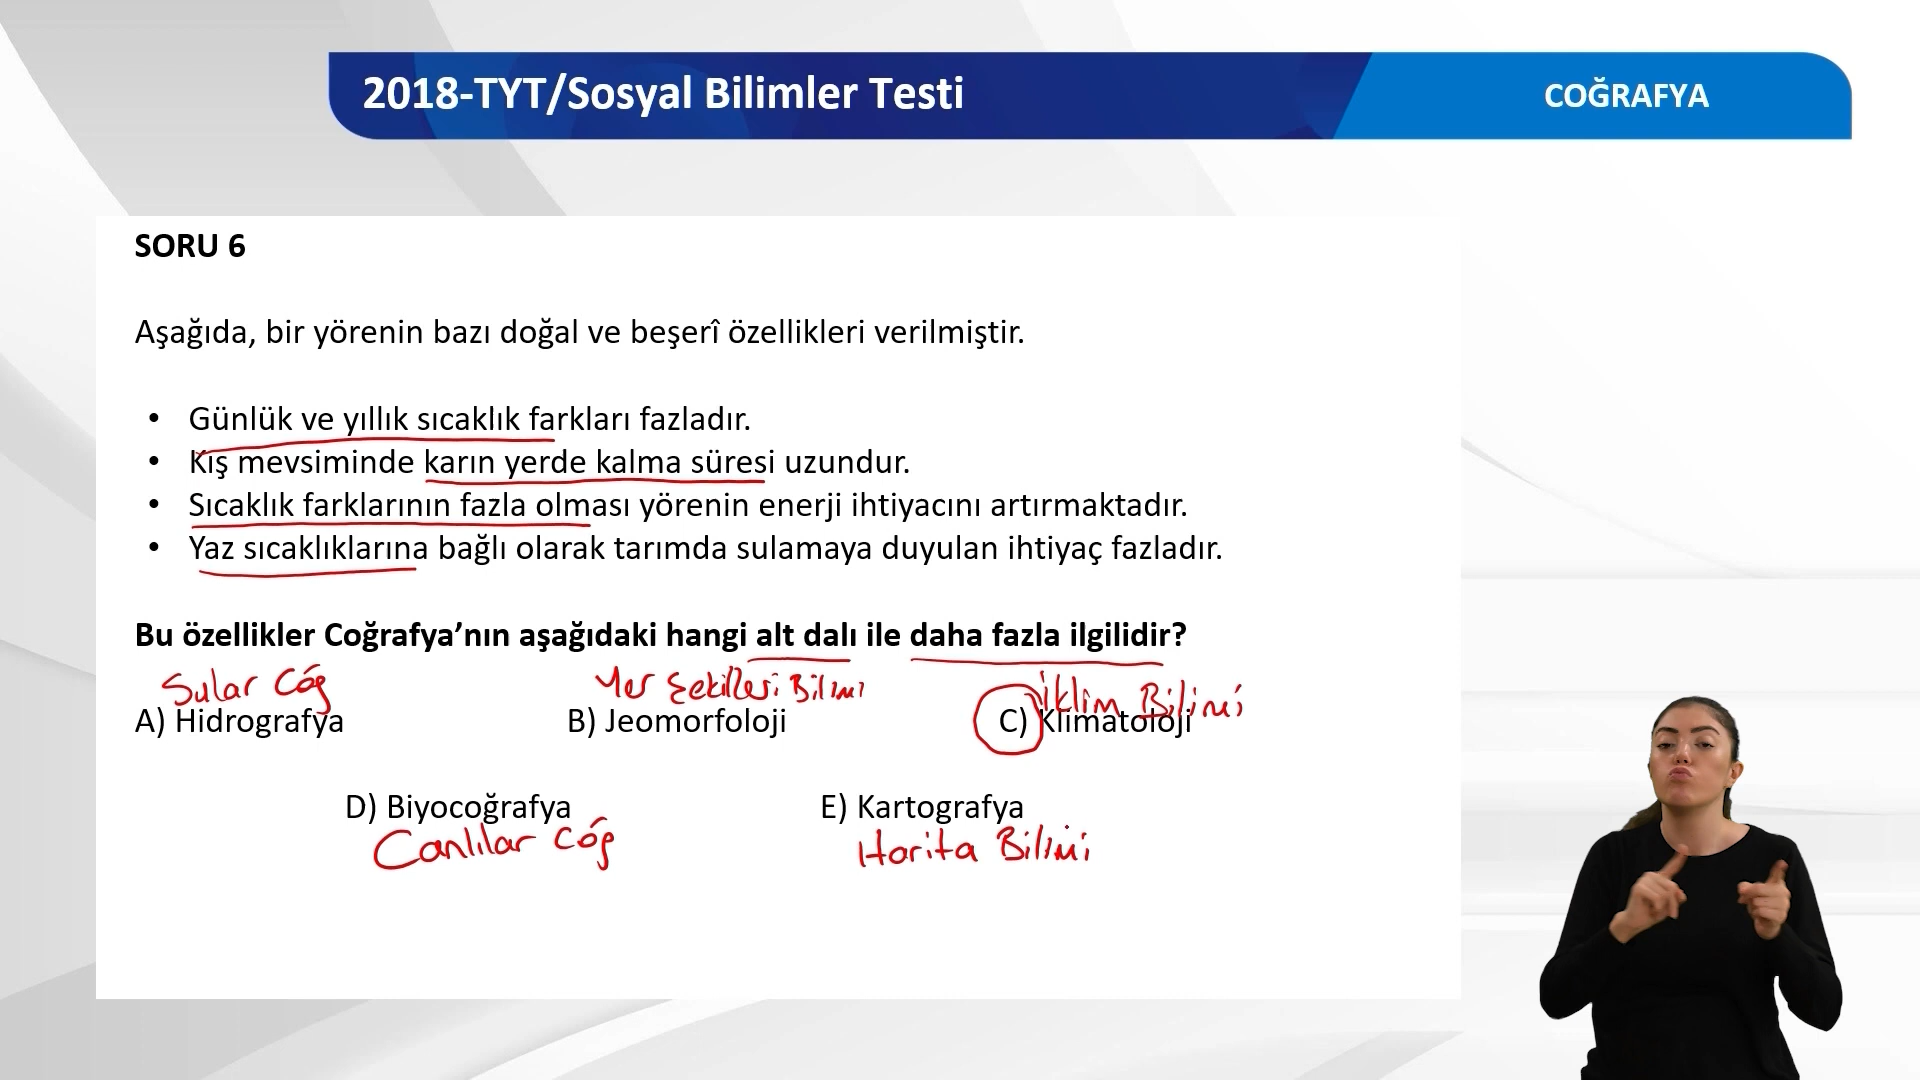 2018-TYT/Sosyal Bilimler Testi
COĞRAFYA
SORU 6
Aşağıda, bir yörenin bazı doğal ve beşerî özellikleri verilmiştir.
• Günlük ve yıllık sıcaklık farkları fazladır.
• Kış mevsiminde karın yerde kalma süresi uzundur.
• Sıcaklık farklarının fazla olması yörenin enerji ihtiyacını artırmaktadır.
• Yaz sıcaklıklarına bağlı olarak tarımda sulamaya duyulan ihtiyaç fazladır.
Bu özellikler Coğrafya’nın aşağıdaki hangi alt dalı ile daha fazla ilgilidir?
Sular Coğ Yer Şekilleri Bilimi İklim Bilimi
A) Hidrografya B) Jeomorfoloji C) Klimatoloji
D) Biyocoğrafya E) Kartografya
Canlılar Coğ Harita Bilimi